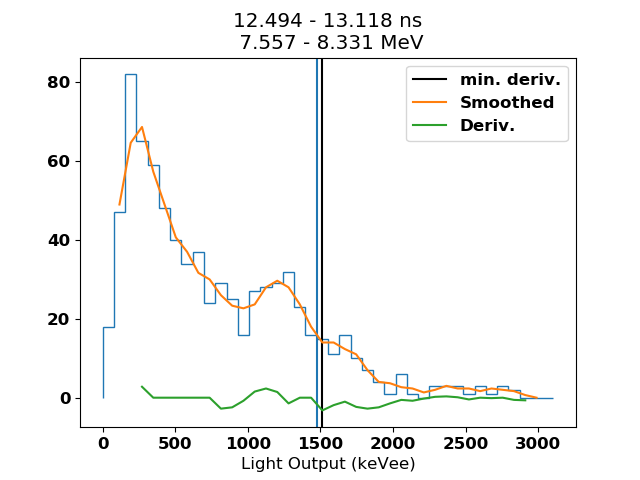 12.494 - 13.118 ns
7.557 - 8.331 MeV
min. deriv.
Smoothed
Deriv.
80
60
40
20
0
0 500 1000 1500 2000 2500 3000
Light Output (keVee)